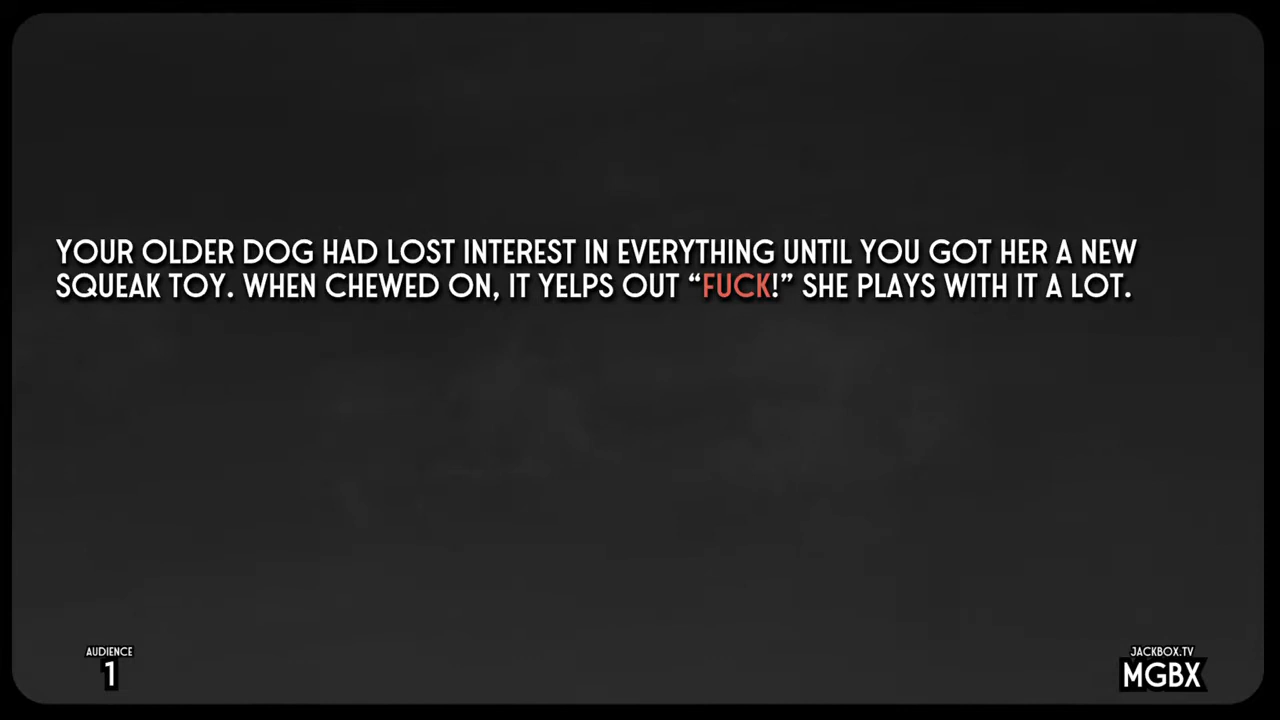 YOUR OLDER DOG HAD LOST INTEREST IN EVERYTHING UNTIL YOU GOT HER A NEW
SQUEAK TOY. WHEN CHEWED ON, IT YELPS OUT “FUCK!” SHE PLAYS WITH IT A LOT.
AUDIENCE
1
JACKBOX.TV
MGBX